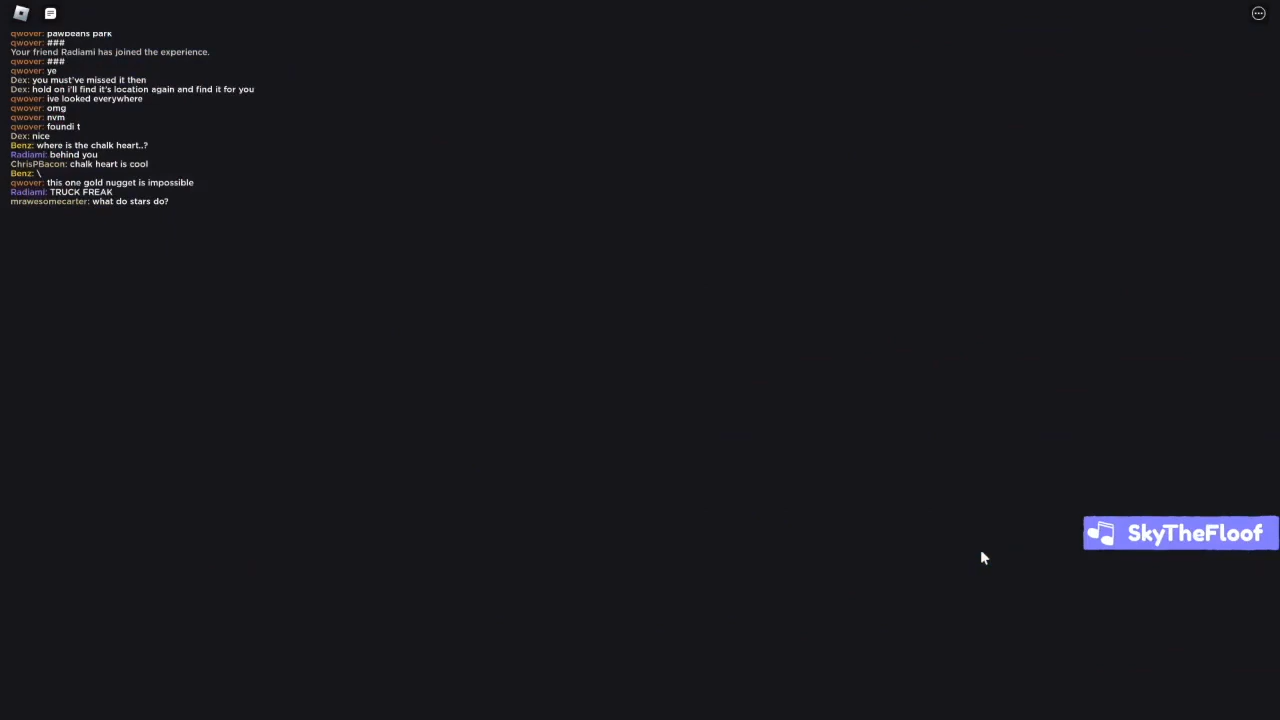 qwover: pawbeans park
qwover: ###
Your friend Radiami has joined the experience.
qwover: ###
qwover: ye
Dex: you must've missed it then
Dex: hold on i'll find it's location again and find it for you
qwover: ive looked everywhere
qwover: omg
qwover: nvm
qwover: foundi t
Dex: nice
Benz: where is the chalk heart..?
Radiami: behind you
ChrisPBacon: chalk heart is cool
Benz: \
qwover: this one gold nugget is impossible
Radiami: TRUCK FREAK
mrawesomecarter: what do stars do?
SkyTheFloof